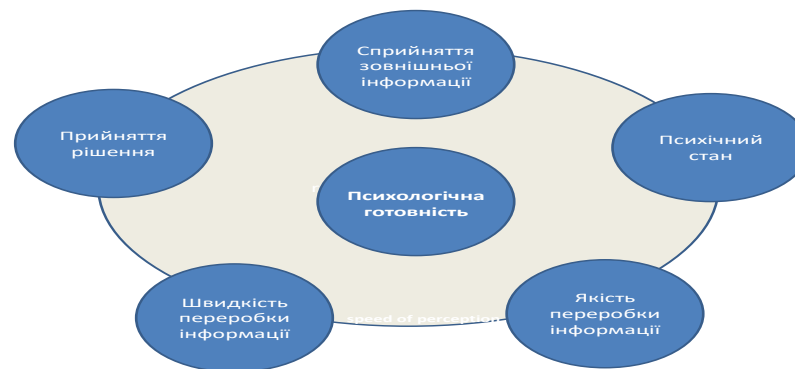 Сприйняття
зовнішньої
інформації
Прийняття
рішення
Психічний
стан
Психологічна
готовність
Швидкість
переробки
інформації
speed of perception
Якість
переробки
інформації